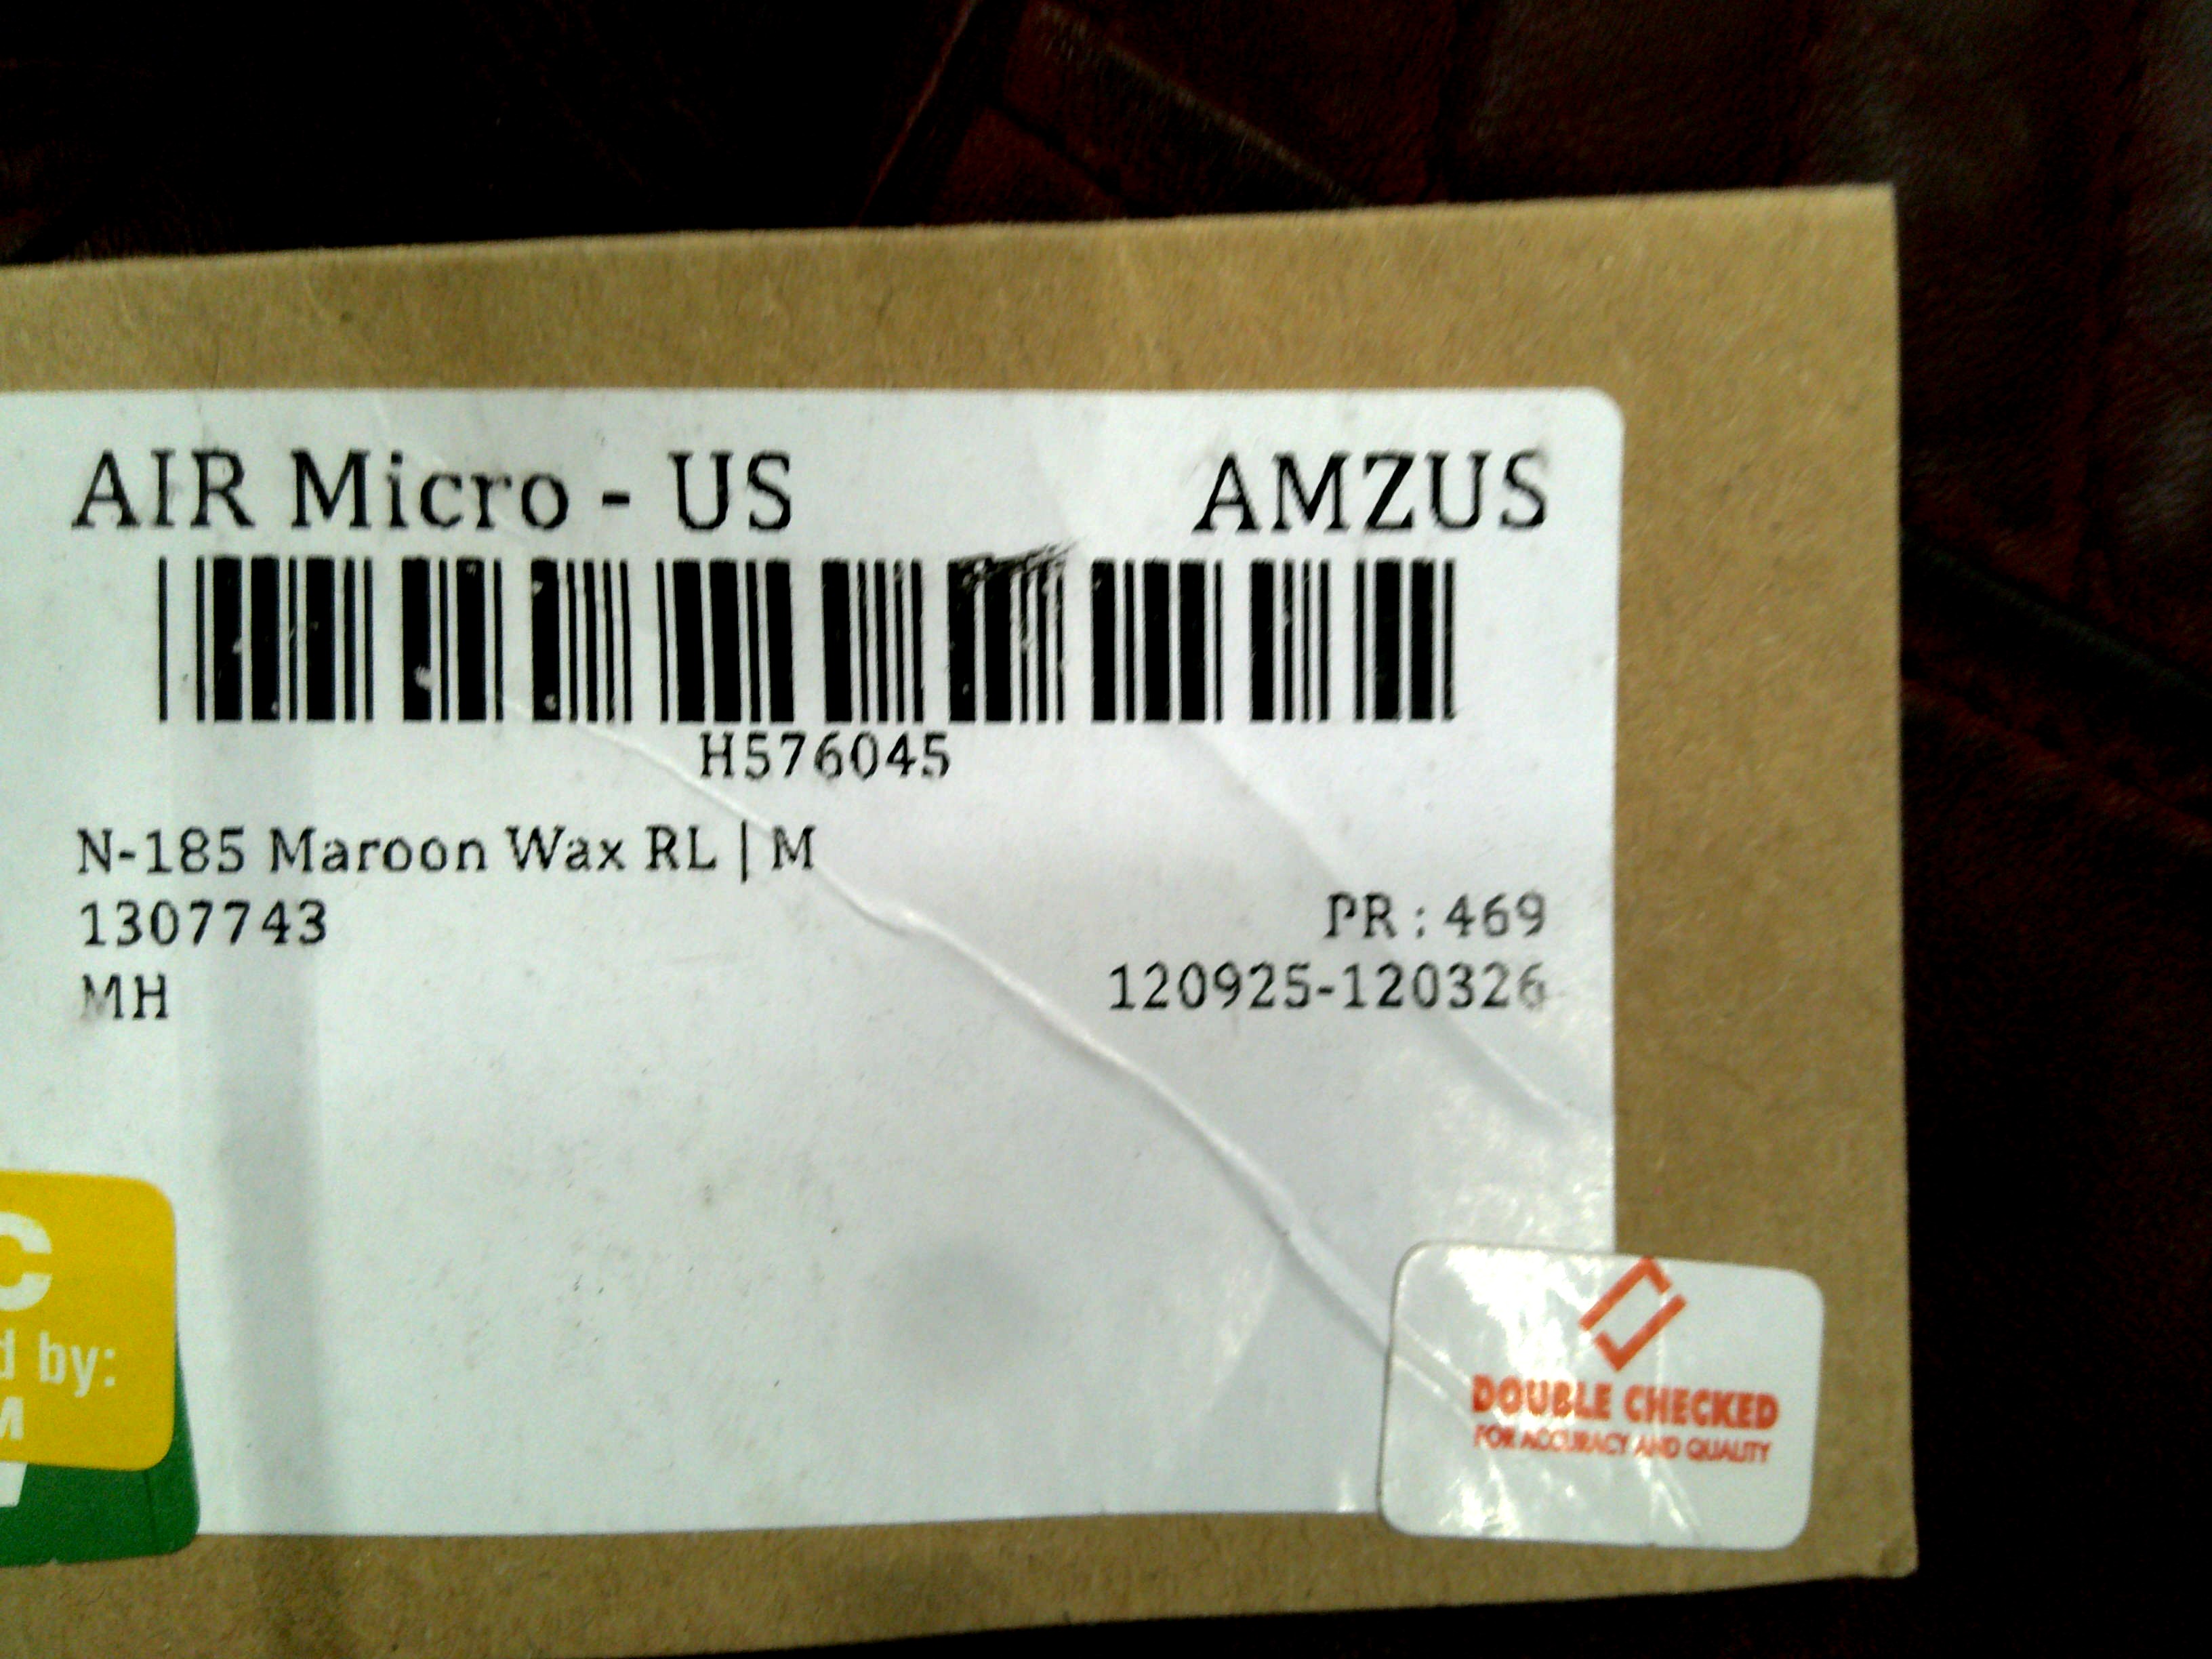 AIR Micro - US AMZUS
H576045
N-185 Maroon Wax RL | M
1307743 PR : 469
MH 120925-120326
C
d by:
M
DOUBLE CHECKED
FOR ACCURACY AND QUALITY